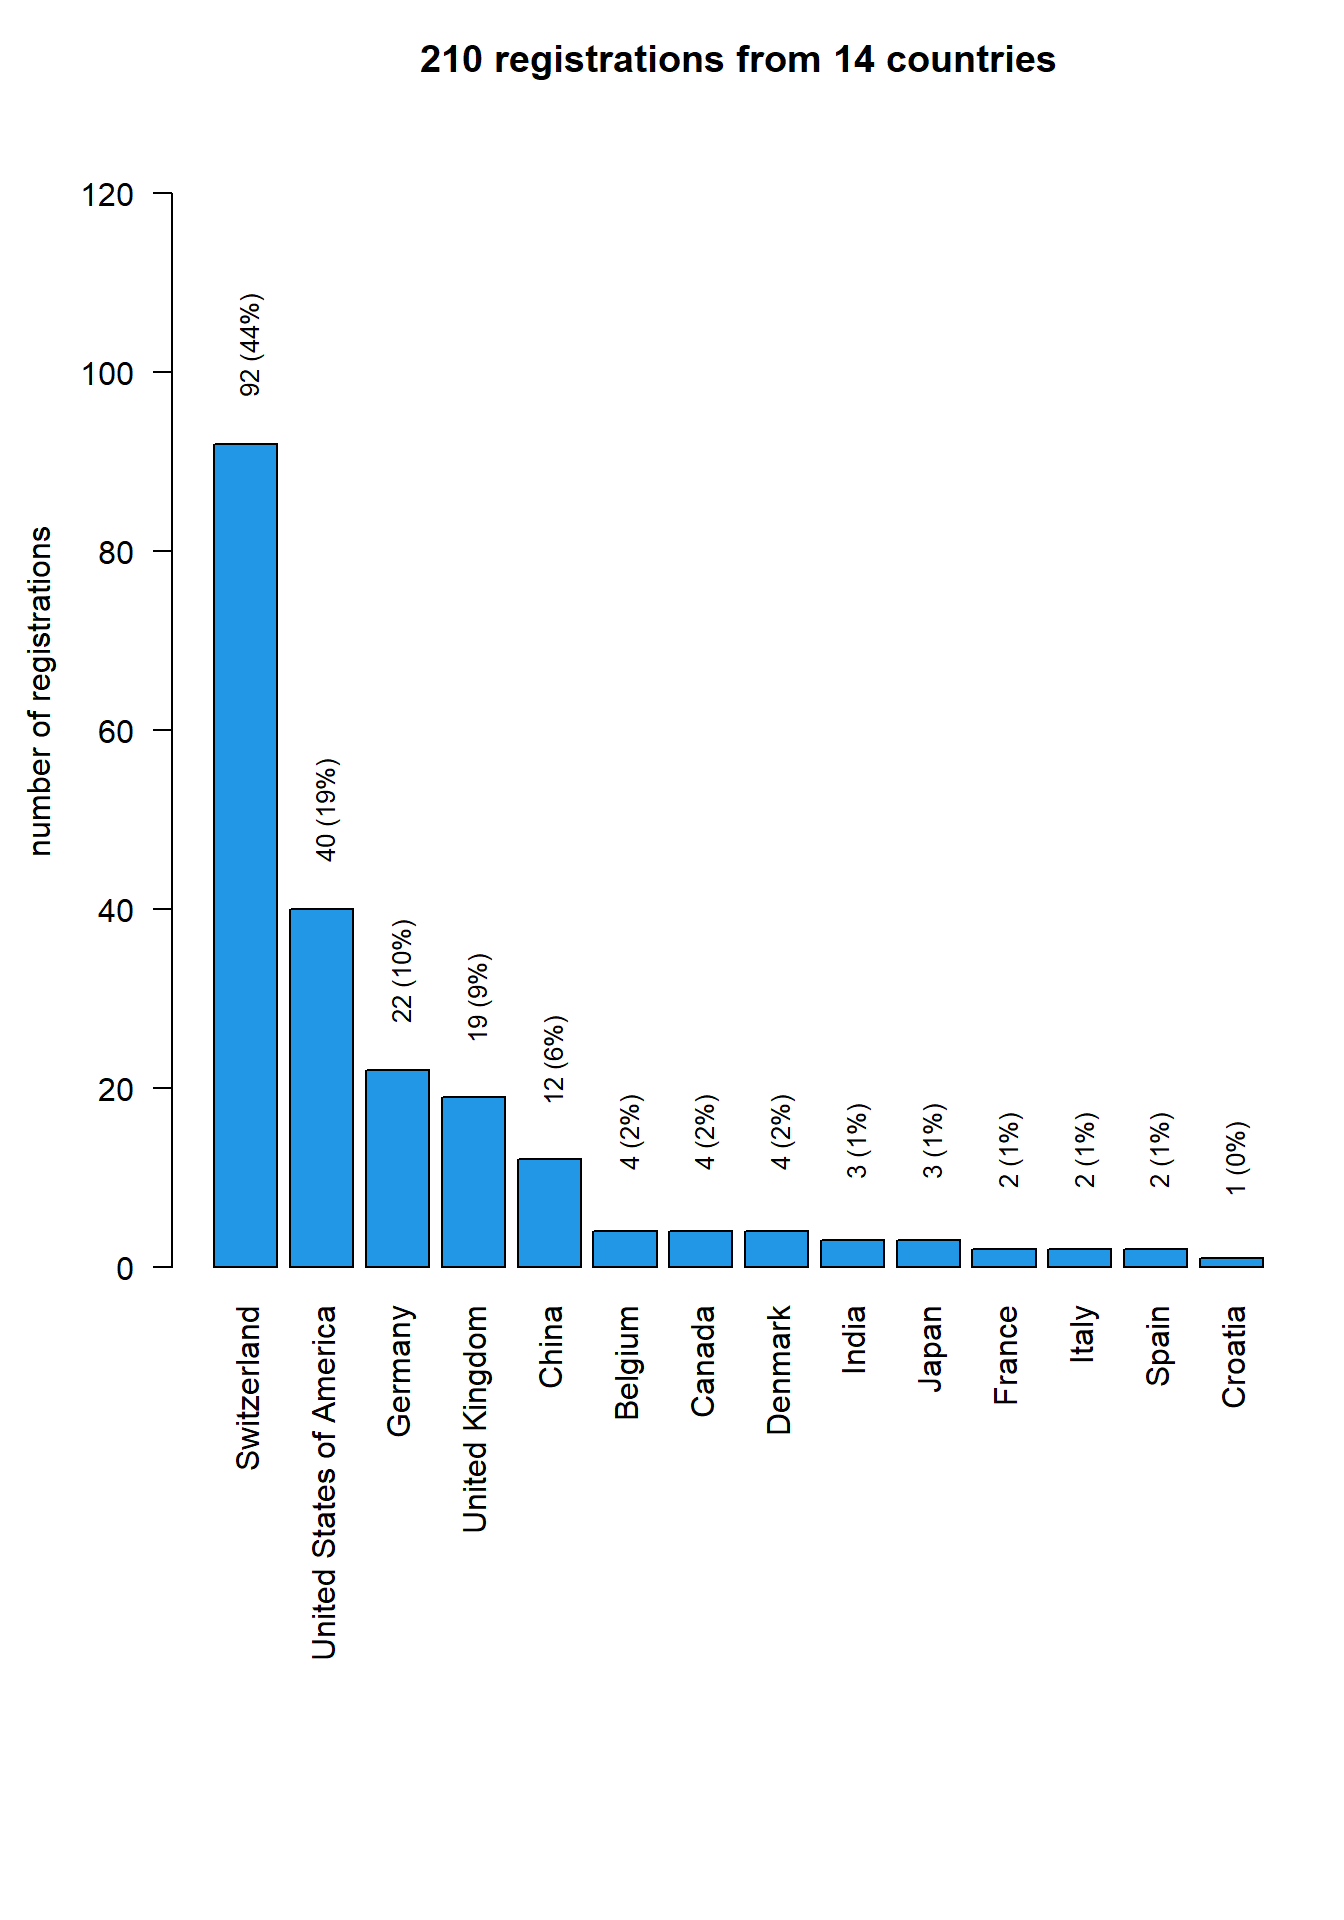 210 registrations from 14 countries
number of registrations
120
100
80
60
40
20
0
92 (44%)
40 (19%)
22 (10%)
19 (9%)
12 (6%)
4 (2%)
4 (2%)
4 (2%)
3 (1%)
3 (1%)
2 (1%)
2 (1%)
2 (1%)
1 (0%)
Switzerland
United States of America
Germany
United Kingdom
China
Belgium
Canada
Denmark
India
Japan
France
Italy
Spain
Croatia